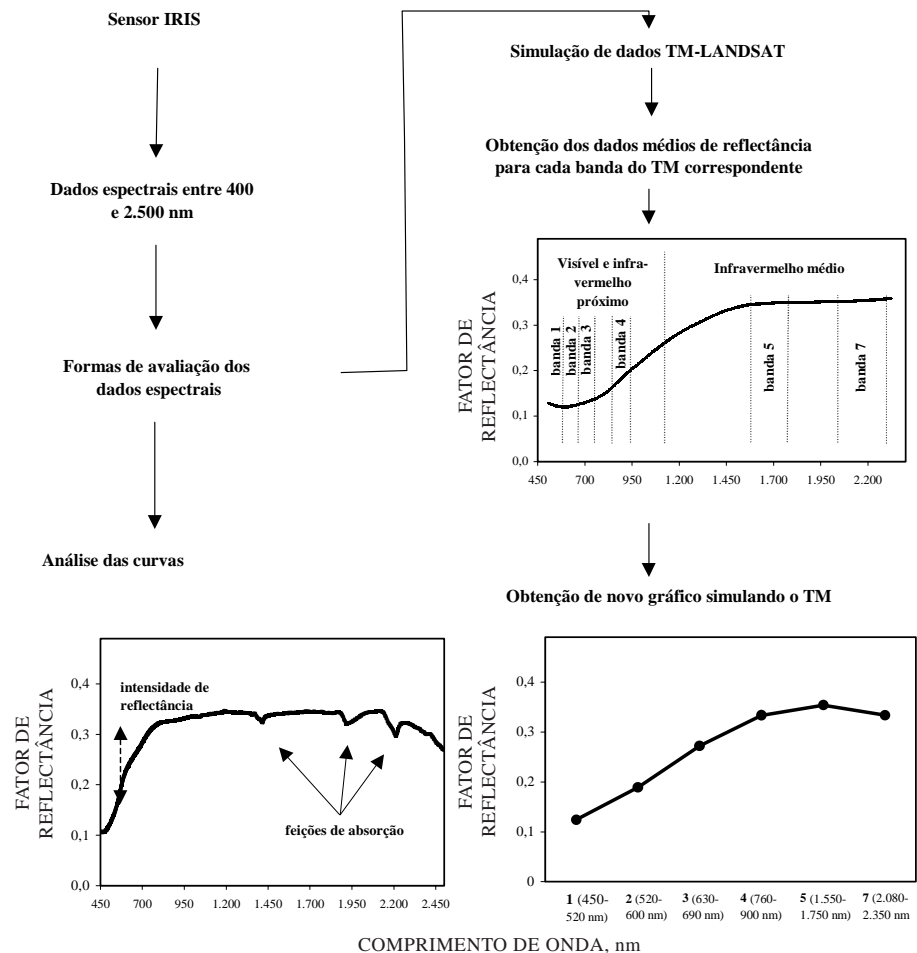 Sensor IRIS
Dados espectrais entre 400
e 2.500 nm
Formas de avaliação dos
dados espectrais
Análise das curvas
Simulação de dados TM-LANDSAT
Obtenção dos dados médios de reflectância
para cada banda do TM correspondente
FATOR DE
REFLECTÂNCIA
0,4
0,3
0,2
0,1
0,0
Visível e infra-
vermelho
próximo
Infravermelho médio
banda 1
banda 2
banda 3
banda 4
banda 5
banda 7
450 700 950 1.200 1.450 1.700 1.950 2.200
Obtenção de novo gráfico simulando o TM
FATOR DE
REFLECTÂNCIA
0,4
0,3
0,2
0,1
0,0
intensidade de
reflectância
feições de absorção
450 700 950 1.200 1.450 1.700 1.950 2.200 2.450
FATOR DE
REFLECTÂNCIA
0,4
0,3
0,2
0,1
0
1 (450-
520 nm)
2 (520-
600 nm)
3 (630-
690 nm)
4 (760-
900 nm)
5 (1.550-
1.750 nm)
7 (2.080-
2.350 nm)
COMPRIMENTO DE ONDA, nm